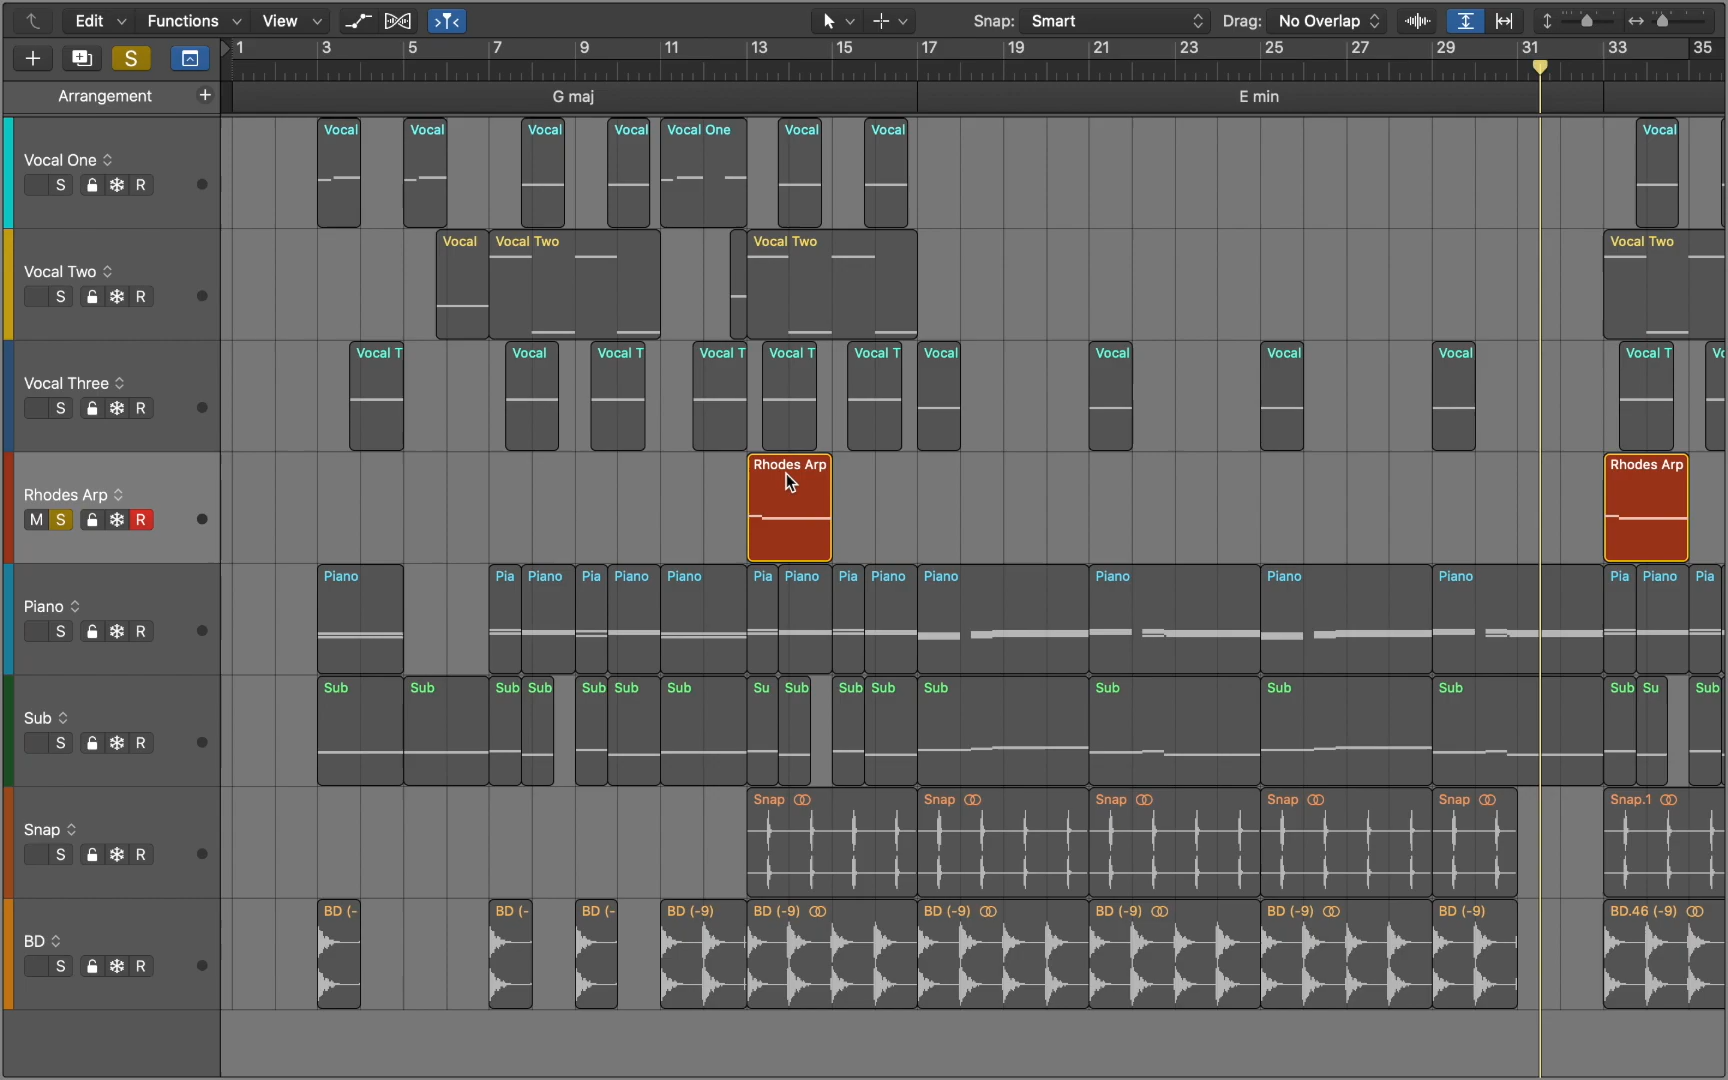 Edit Functions View Snap: Smart Drag: No Overlap
S 1 3 5 7 9 11 13 15 17 19 21 23 25 27 29 31 33 35
Arrangement + G maj E min
Vocal Vocal Vocal Vocal Vocal One Vocal Vocal Vocal
Vocal One
S R
Vocal Vocal Two Vocal Two Vocal Two
Vocal Two
S R
Vocal T Vocal Vocal T Vocal T Vocal T Vocal T Vocal Vocal Vocal Vocal Vocal T Vo
Vocal Three
S R
Rhodes Arp Rhodes Arp
Rhodes Arp
M S R
Piano Pia Piano Pia Piano Piano Pia Piano Pia Piano Piano Piano Piano Piano Pia Piano Pia
Piano
S R
Sub Sub Sub Sub Sub Sub Sub Su Sub Sub Sub Sub Sub Sub Sub Sub Su Sub
Sub
S R
Snap Snap Snap Snap Snap Snap.1
Snap
S R
BD (- BD (- BD (- BD (-9) BD (-9) BD (-9) BD (-9) BD (-9) BD (-9) BD.46 (-9)
BD
S R